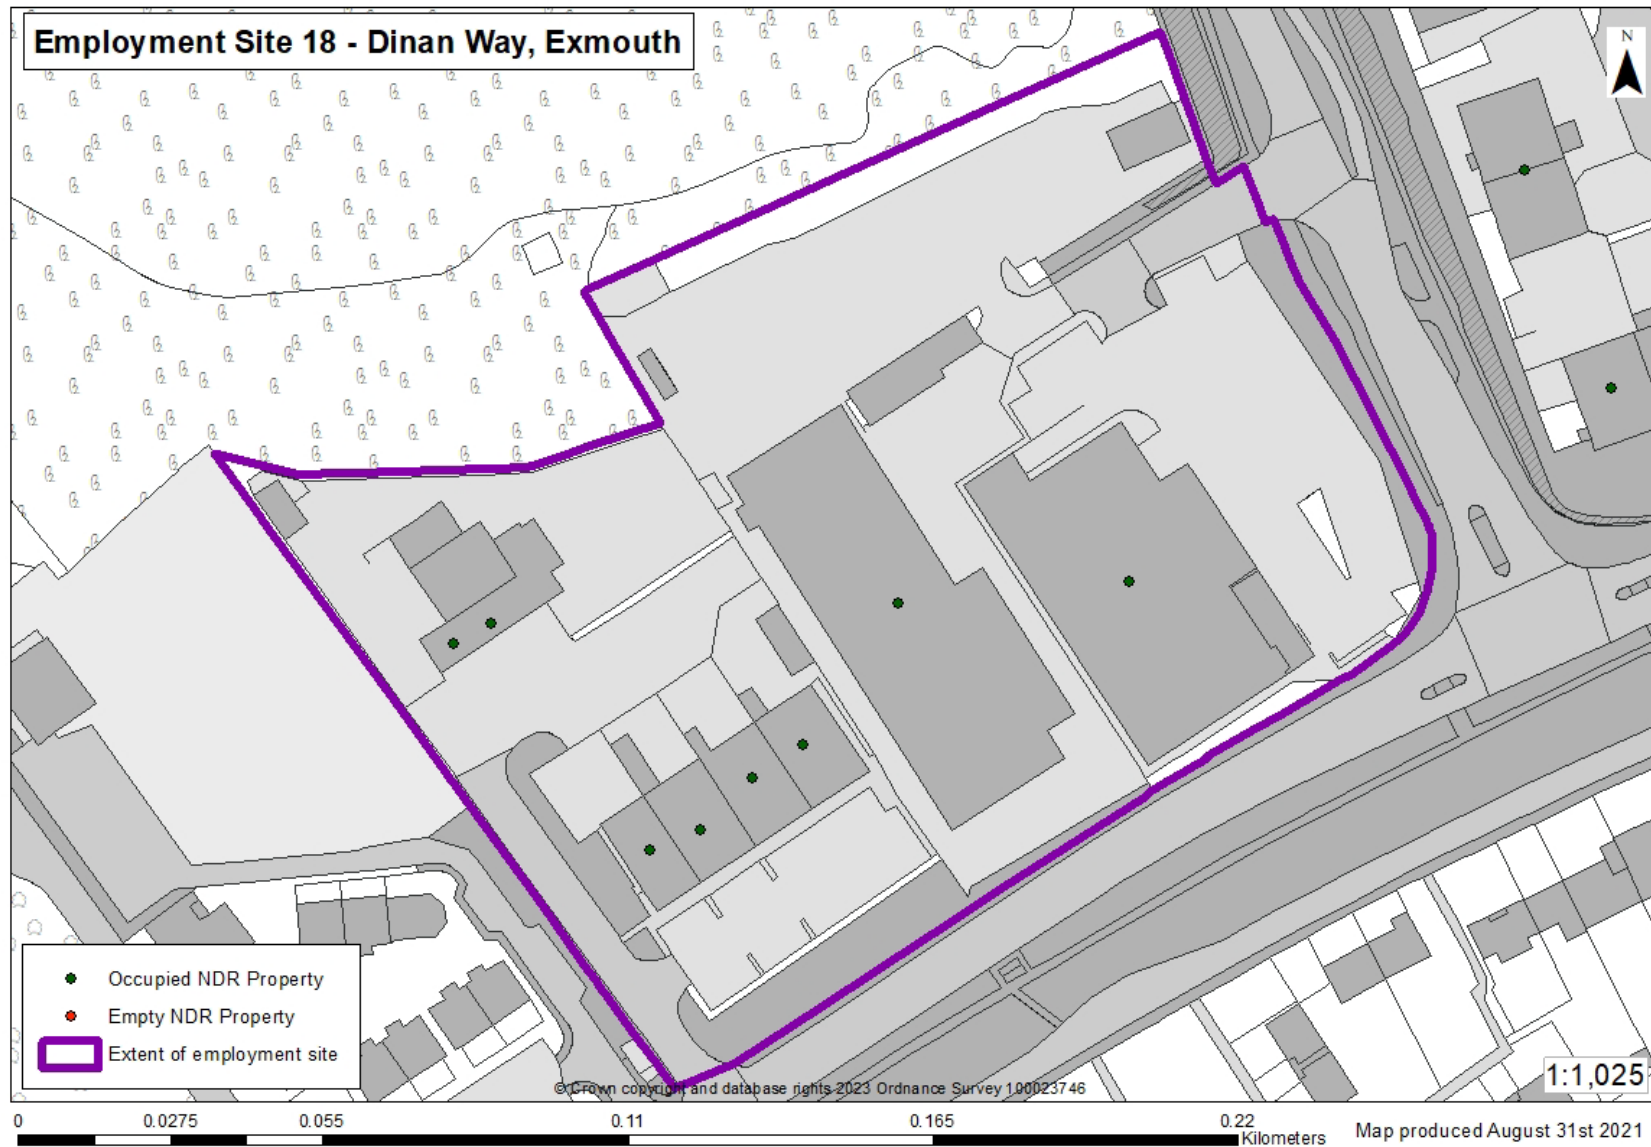 Employment Site 18 - Dinan Way, Exmouth
N
Occupied NDR Property
Empty NDR Property
Extent of employment site
© Crown copyright and database rights 2023 Ordnance Survey 100023746
1:1,025
0 0.0275 0.055 0.11 0.165 0.22
Kilometers
Map produced August 31st 2021